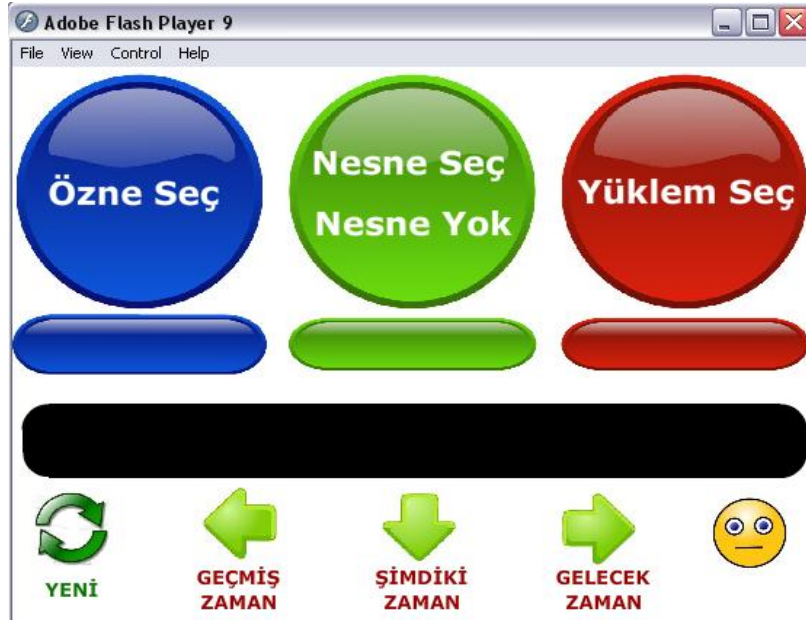 Adobe Flash Player 9
File View Control Help
Özne Seç
Nesne Seç
Nesne Yok
Yüklem Seç
YENİ
GEÇMİŞ
ZAMAN
ŞİMDİKİ
ZAMAN
GELECEK
ZAMAN